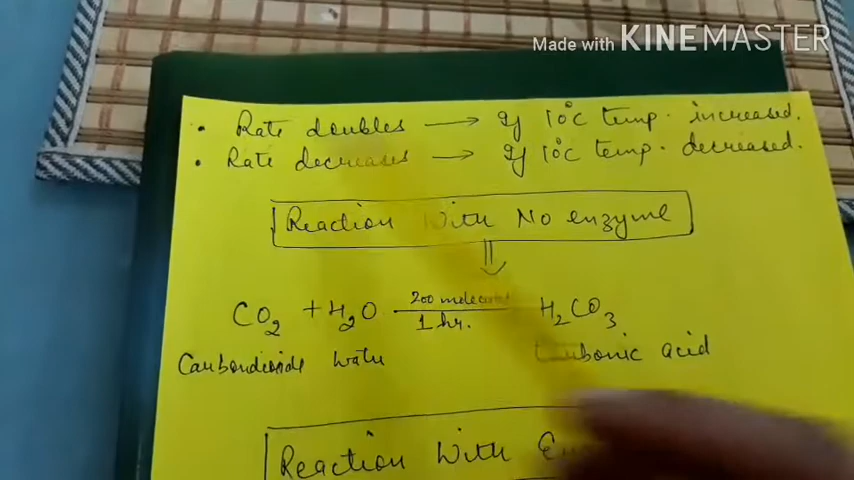 Made with KINEMASTER
• Rate doubles → If 10°C temp. increased.
• Rate decreases → If 10°C temp. decreased.
Reaction With No enzyme
CO2 + H2O 200 molecules 1 hr. H2CO3
Carbondioxide Water Carbonic acid
Reaction With